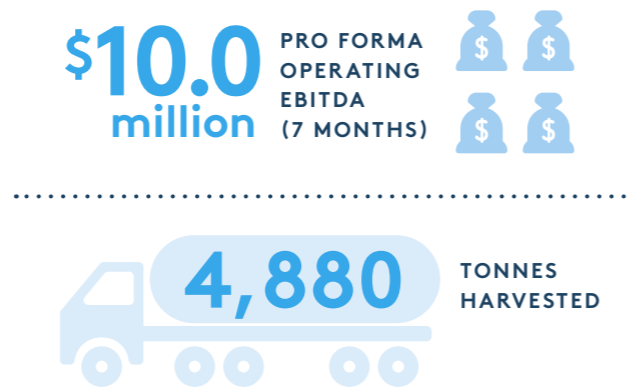 $10.0
million
PRO FORMA
OPERATING
EBITDA
(7 MONTHS)
$ $
$ $
4,880
TONNES
HARVESTED